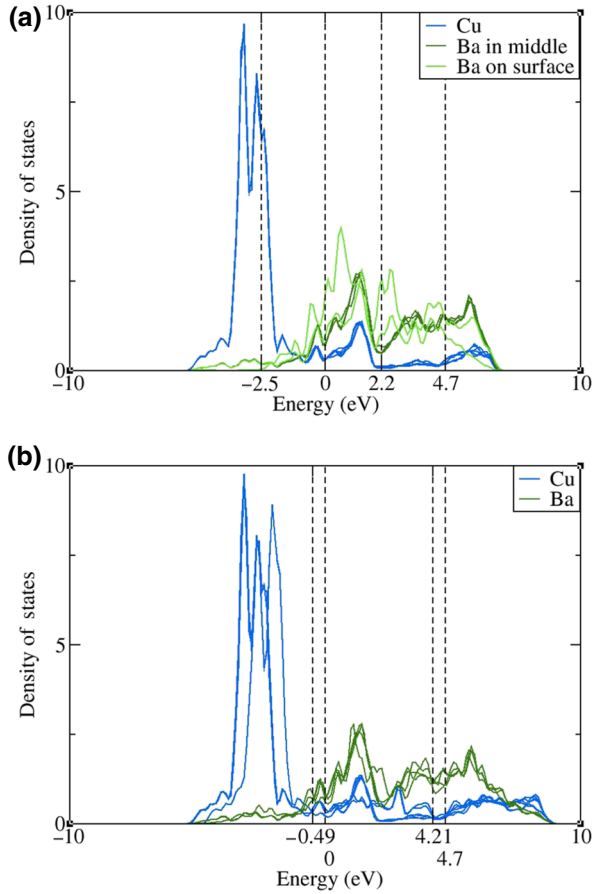 (a)
10
Cu
Ba in middle
Ba on surface
Density of states
5
0
−10
−2.5
0
2.2
4.7
10
Energy (eV)
(b)
10
Cu
Ba
Density of states
5
0
−10
−0.49
4.21
10
0
4.7
Energy (eV)